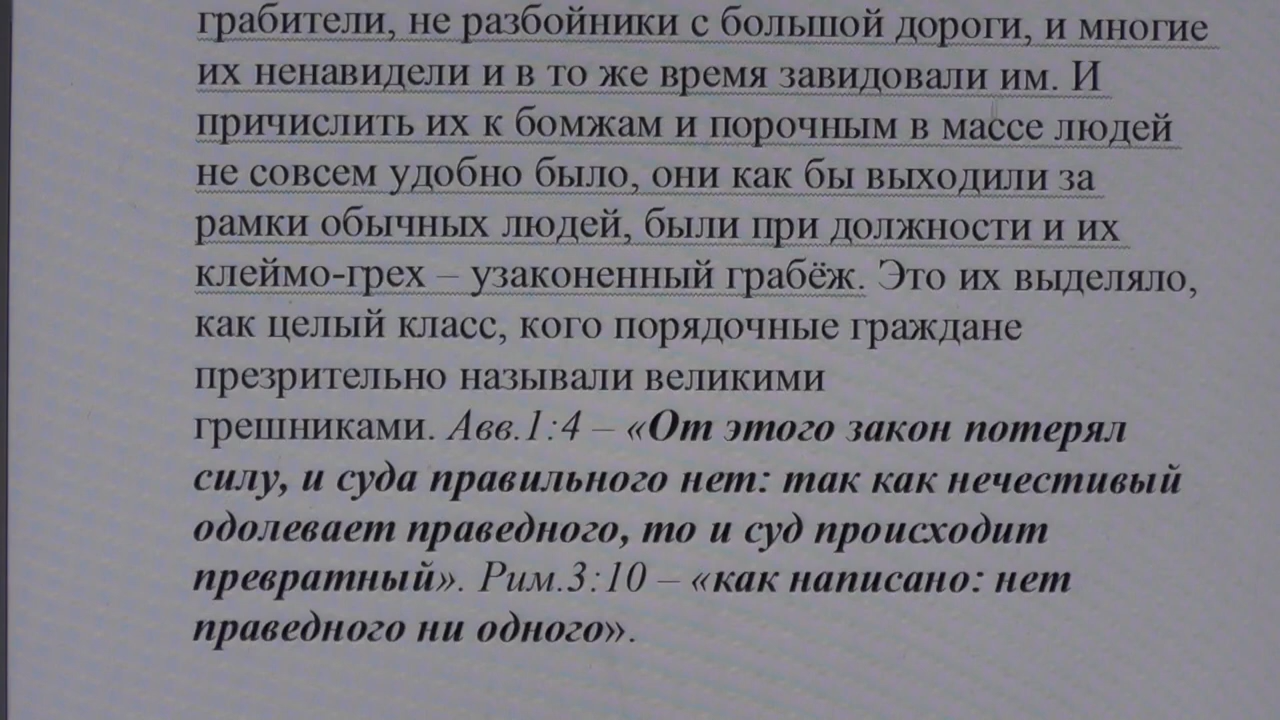 грабители, не разбойники с большой дороги, и многие
их ненавидели и в то же время завидовали им. И
причислить их к бомжам и порочным в массе людей
не совсем удобно было, они как бы выходили за
рамки обычных людей, были при должности и их
клеймо-грех – узаконенный грабёж. Это их выделяло,
как целый класс, кого порядочные граждане
презрительно называли великими
грешниками. Авв.1:4 – «От этого закон потерял
силу, и суда правильного нет: так как нечестивый
одолевает праведного, то и суд происходит
превратный». Рим.3:10 – «как написано: нет
праведного ни одного».